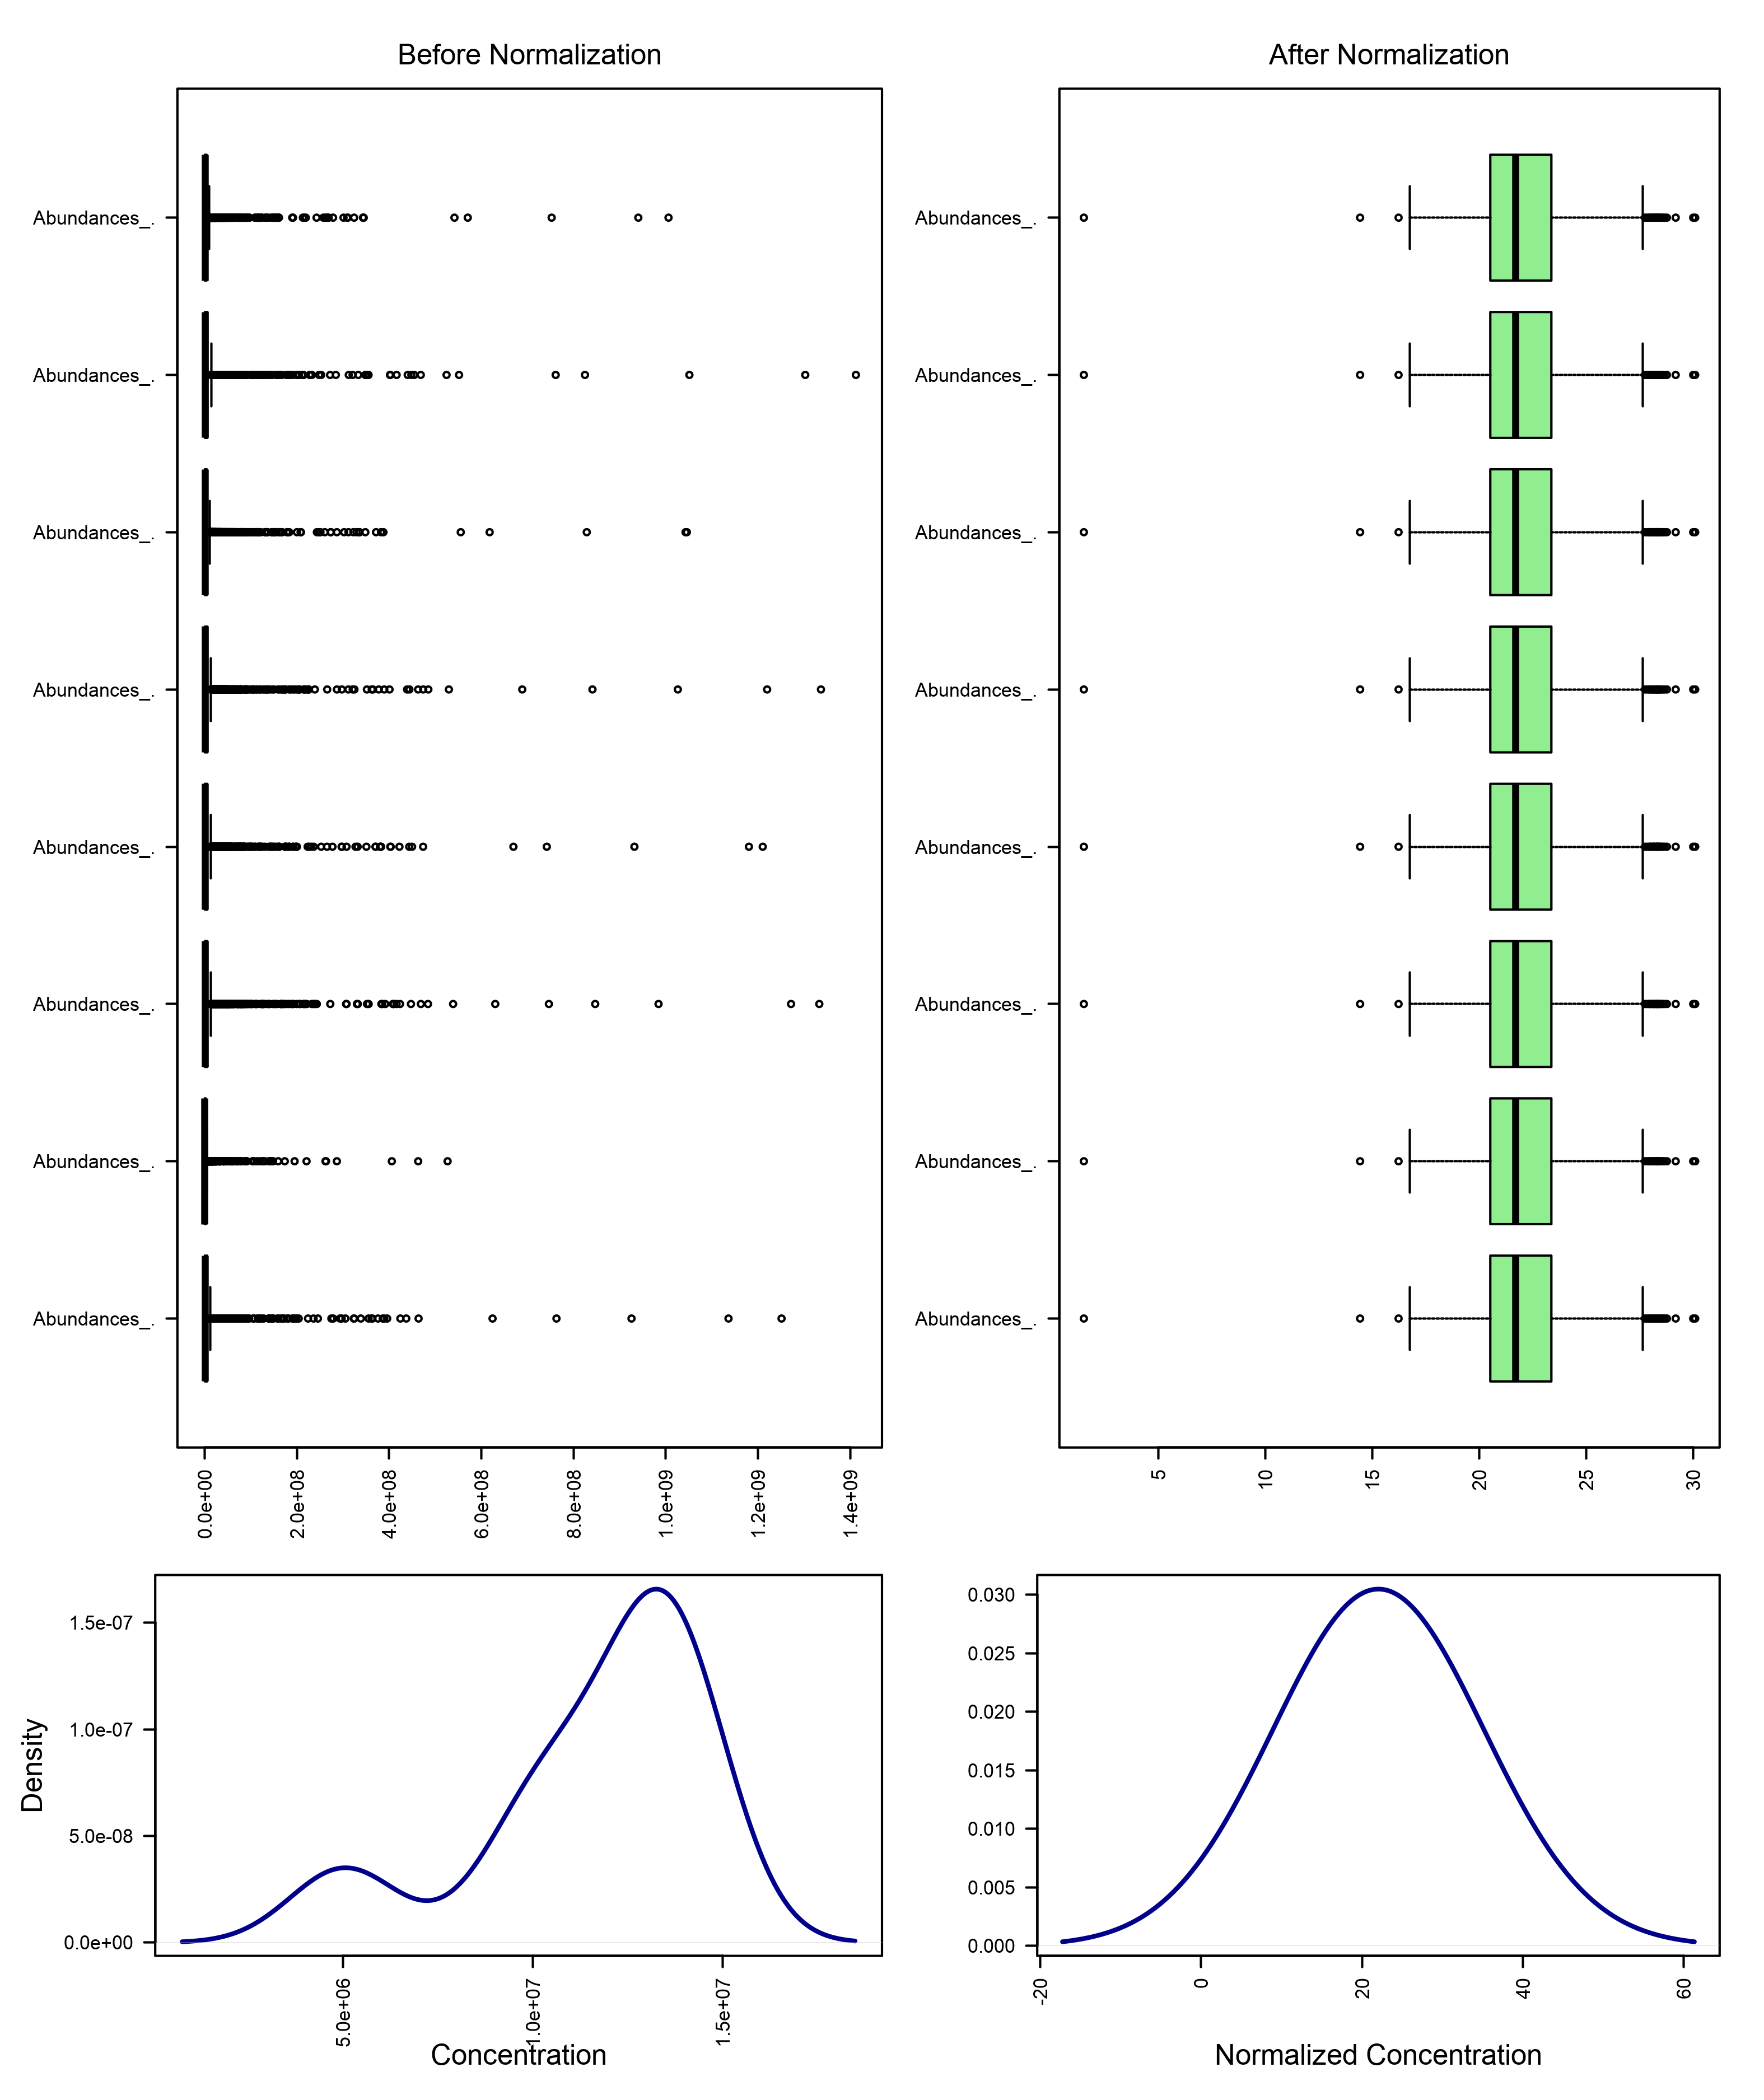 Before Normalization
Abundances_.
Abundances_.
Abundances_.
Abundances_.
Abundances_.
Abundances_.
Abundances_.
Abundances_.
0.0e+00
2.0e+08
4.0e+08
6.0e+08
8.0e+08
1.0e+09
1.2e+09
1.4e+09
After Normalization
Abundances_.
Abundances_.
Abundances_.
Abundances_.
Abundances_.
Abundances_.
Abundances_.
Abundances_.
5
10
15
20
25
30
Density
1.5e-07
1.0e-07
5.0e-08
0.0e+00
5.0e+06
1.0e+07
1.5e+07
Concentration
0.030
0.025
0.020
0.015
0.010
0.005
0.000
-20
0
20
40
60
Normalized Concentration